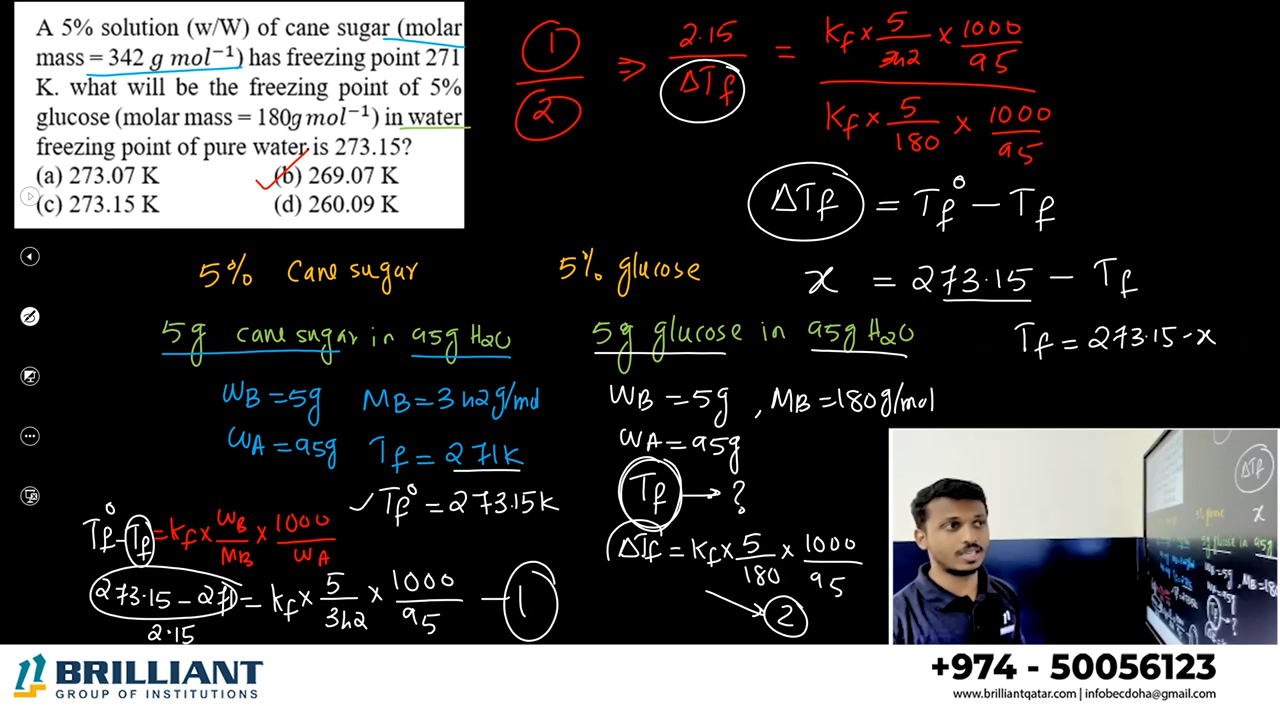 A 5% solution (w/W) of cane sugar (molar
mass = 342 g mol⁻¹) has freezing point 271
K. what will be the freezing point of 5%
glucose (molar mass = 180g mol⁻¹) in water
freezing point of pure water is 273.15?
(a) 273.07 K (b) 269.07 K
(c) 273.15 K (d) 260.09 K
1/2 ⇒ 2.15/ΔTf = (Kf × 5/342 × 1000/95)/(Kf × 5/180 × 1000/95)
ΔTf = Tf° − Tf
x = 273.15 − Tf
Tf = 273.15 - x
5% Cane sugar
5g cane sugar in 95g H2O
WB = 5g MB = 342g/mol
WA = 95g Tf = 271K
✓ Tf° = 273.15K
Tf° − Tf = Kf × WB/MB × 1000/WA
273.15 − 271 = Kf × 5/342 × 1000/95 — 1
2.15
5% glucose
5g glucose in 95g H2O
WB = 5g , MB = 180g/mol
WA = 95g
Tf → ?
ΔTf = Kf × 5/180 × 1000/95
→ 2
BRILLIANT
GROUP OF INSTITUTIONS
+974 - 50056123
www.brilliantqatar.com | infobecdoha@gmail.com